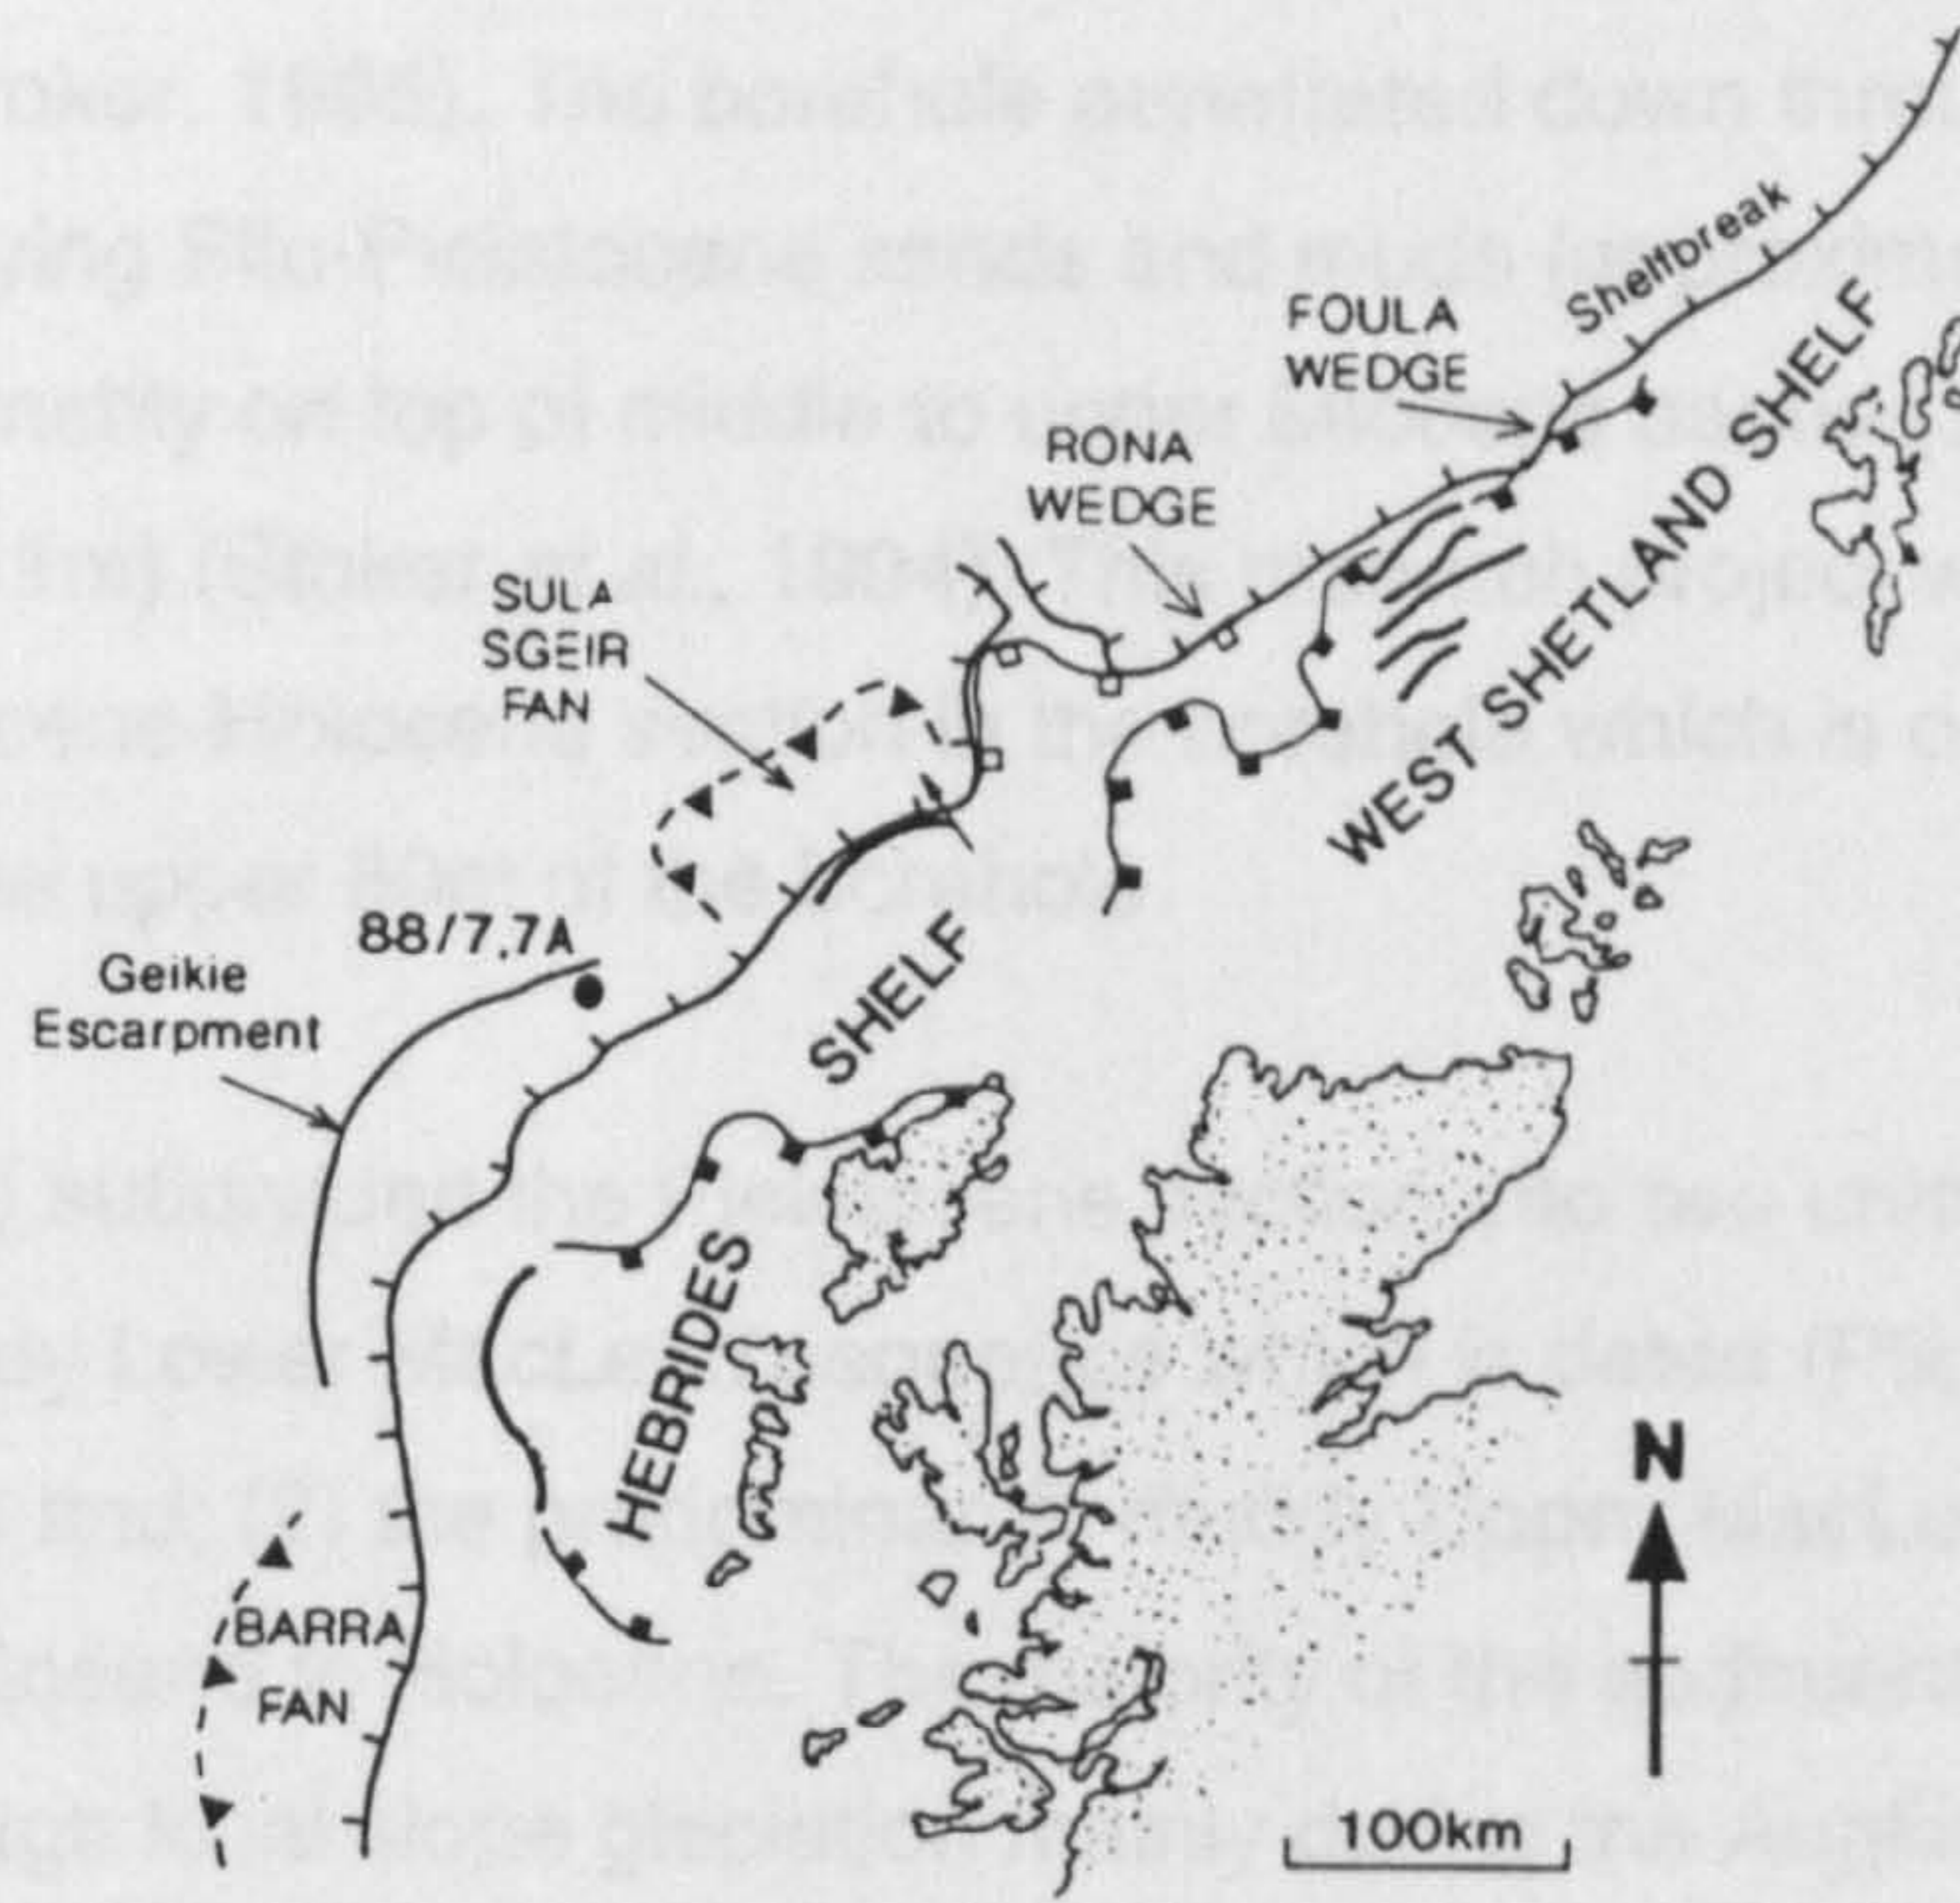 Shelfbreak
FOULA
WEDGE
RONA
WEDGE
SULA
SGEIR
FAN
WEST SHETLAND SHELF
88/7,7A
Geikie
Escarpment
HEBRIDES SHELF
N
BARRA
FAN
100km